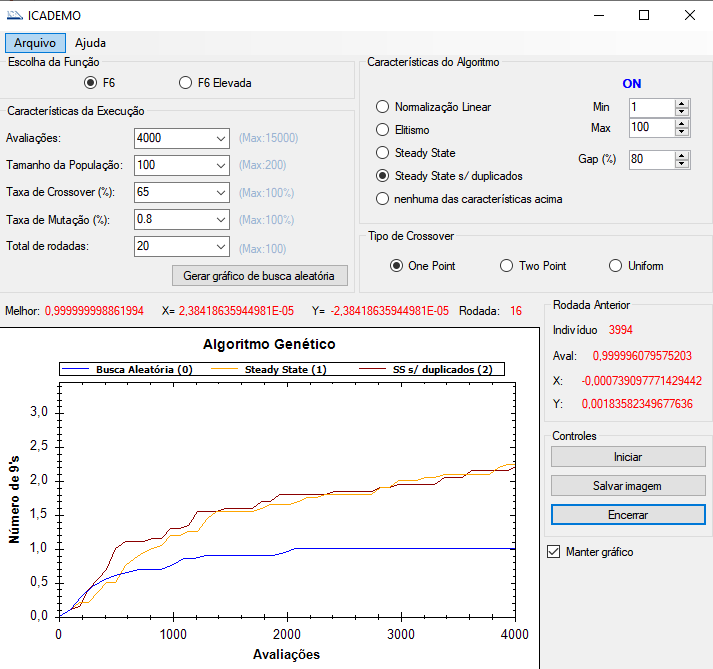 ICADEMO
Arquivo Ajuda
Escolha da Função
F6 F6 Elevada
Características da Execução
Avaliações: 4000 (Max:15000)
Tamanho da População: 100 (Max:200)
Taxa de Crossover (%): 65 (Max:100%)
Taxa de Mutação (%): 0.8 (Max:100%)
Total de rodadas: 20 (Max:100)
Gerar gráfico de busca aleatória
Características do Algoritmo
ON
Normalização Linear Min 1
Elitismo Max 100
Steady State
Gap (%) 80
Steady State s/ duplicados
nenhuma das características acima
Tipo de Crossover
One Point Two Point Uniform
Melhor: 0,999999998861994 X= 2,38418635944981E-05 Y= -2,38418635944981E-05 Rodada: 16
Algoritmo Genético
Busca Aleatória (0) Steady State (1) SS s/ duplicados (2)
Número de 9's
3,0
2,5
2,0
1,5
1,0
0,5
0,0
0 1000 2000 3000 4000
Avaliações
Rodada Anterior
Indivíduo 3994
Aval: 0,999996079575203
X: -0,000739097771429442
Y: 0,00183582349677636
Controles
Iniciar
Salvar imagem
Encerrar
Manter gráfico